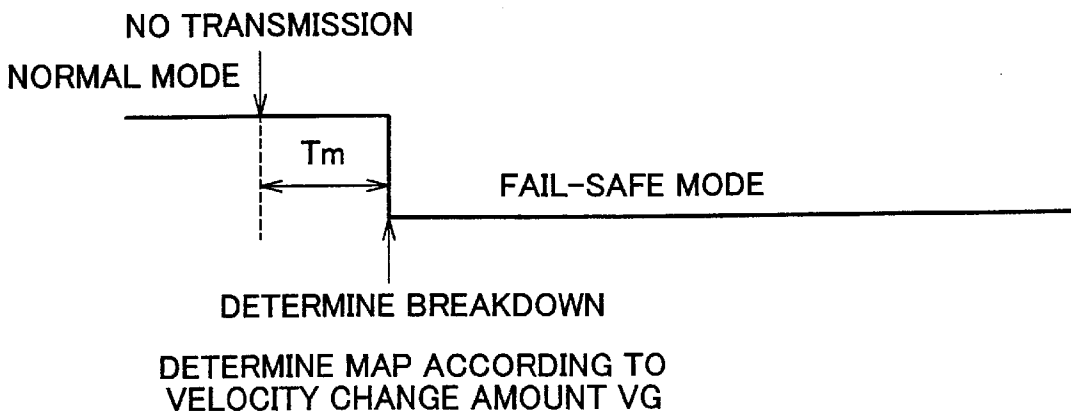 NO TRANSMISSION
NORMAL MODE
Tm
FAIL-SAFE MODE
DETERMINE BREAKDOWN
DETERMINE MAP ACCORDING TO
VELOCITY CHANGE AMOUNT VG